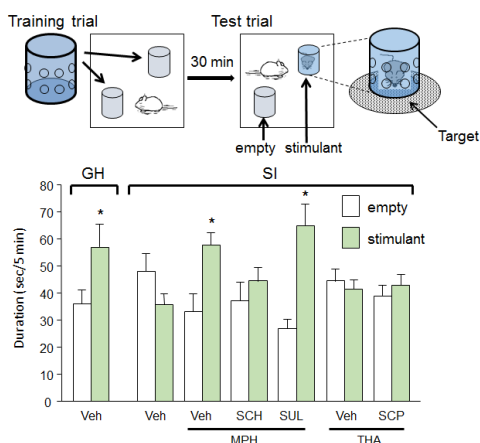 Training trial
Test trial
30 min
empty stimulant
Target
GH SI
Duration (sec/5 min)
80
70
60
50
40
30
20
10
0
* * *
empty
stimulant
Veh Veh Veh SCH SUL Veh SCP
MPH THA